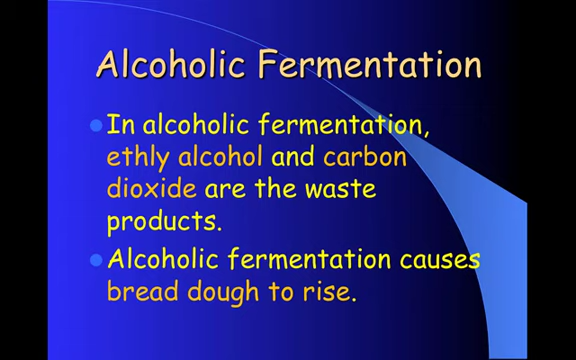 Alcoholic Fermentation
In alcoholic fermentation,
ethly alcohol and carbon
dioxide are the waste
products.
Alcoholic fermentation causes
bread dough to rise.